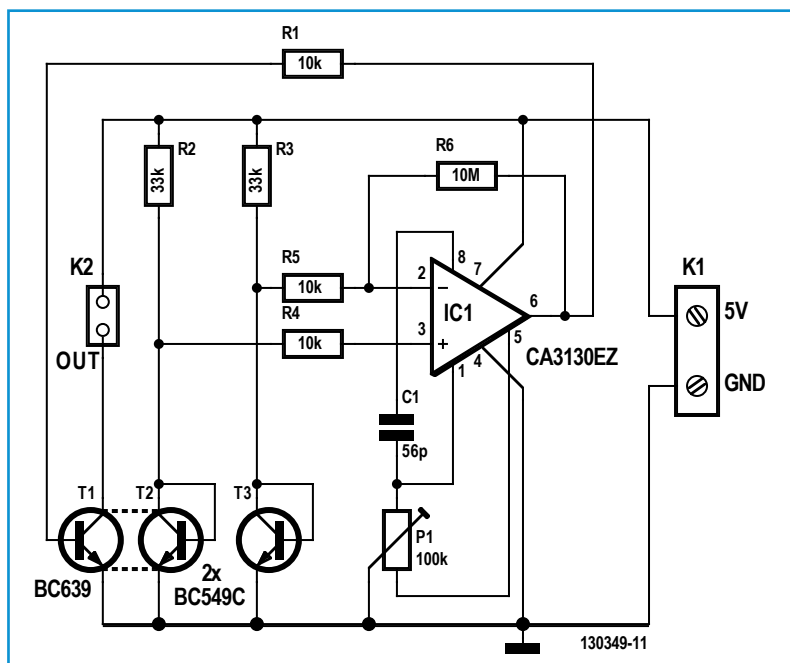 R1
10k
R2
33k
R3
33k
R6
10M
K2
OUT
R5
10k
R4
10k
8
7
2
−
IC1
3
+
6
5
4
1
CA3130EZ
K1
5V
GND
C1
56p
T1
T2
T3
P1
100k
BC639
2x
BC549C
130349-11